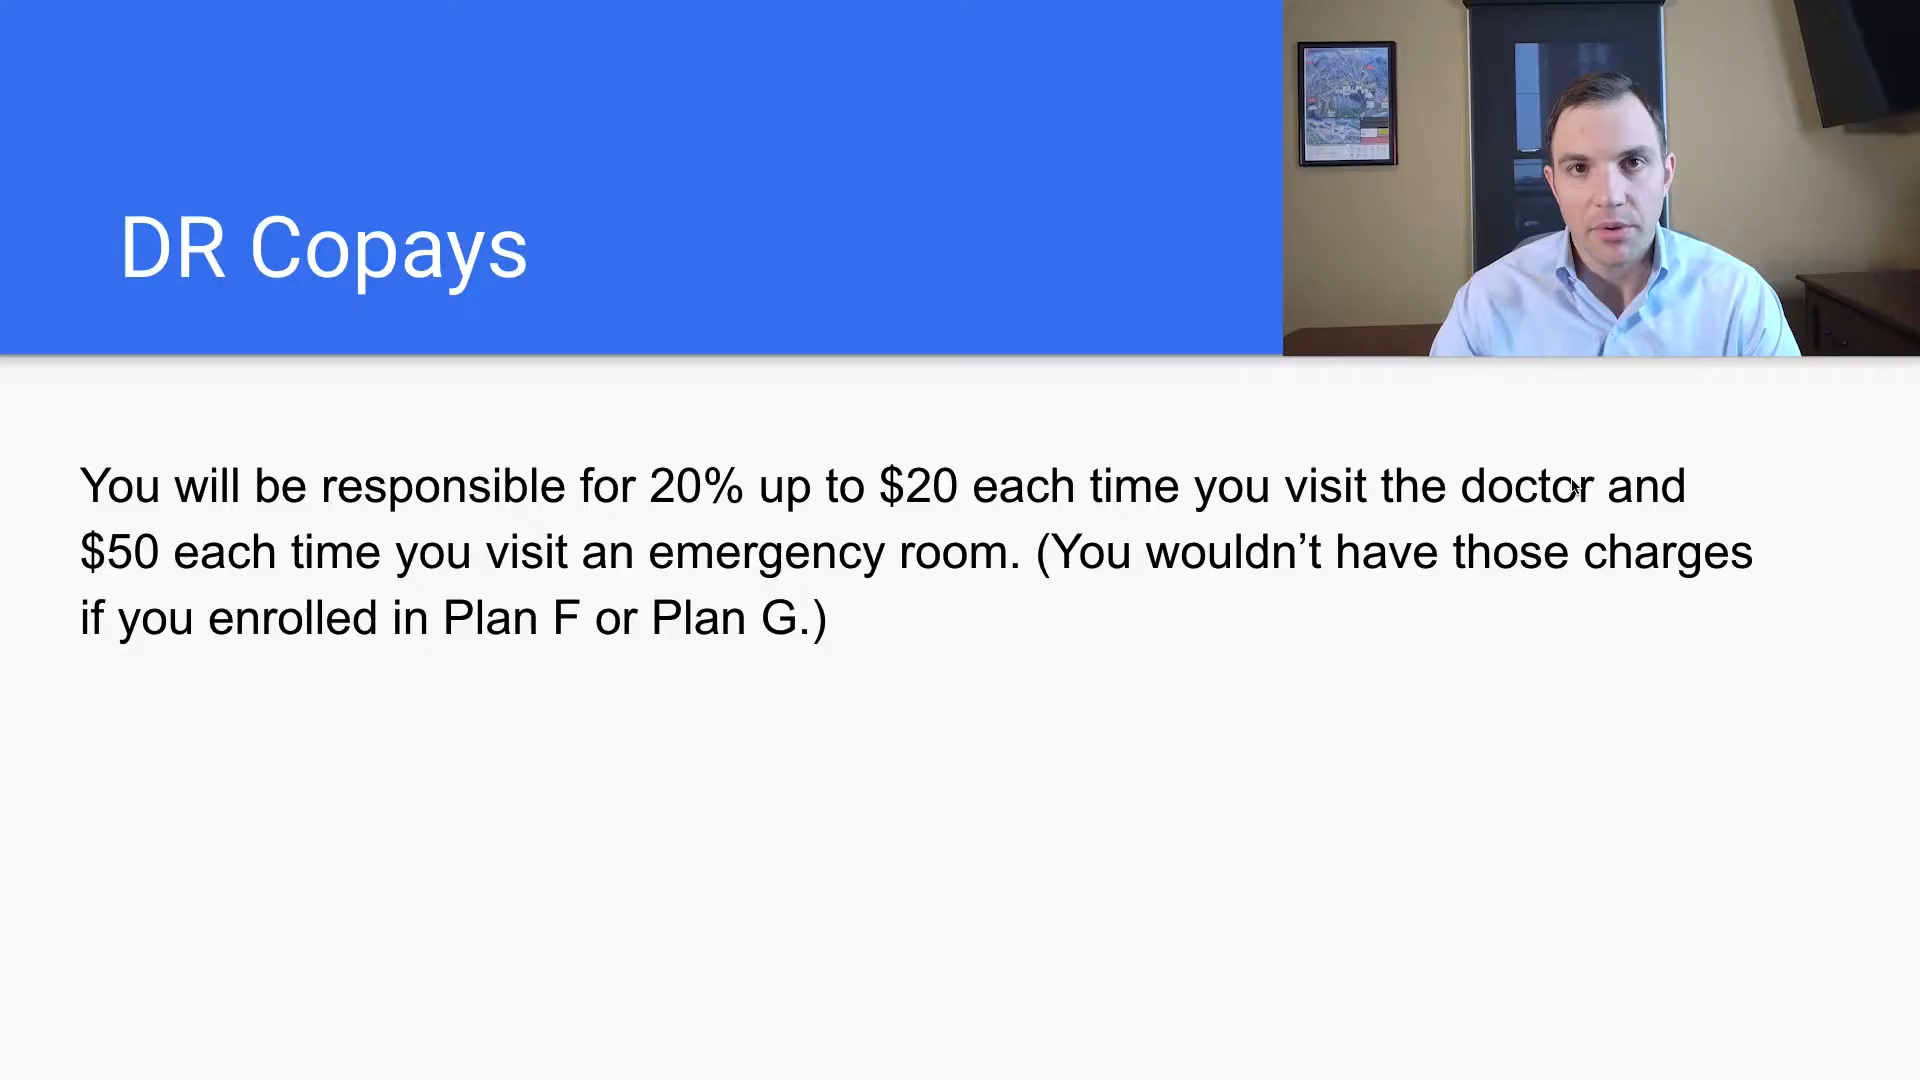 DR Copays
You will be responsible for 20% up to $20 each time you visit the doctor and
$50 each time you visit an emergency room. (You wouldn’t have those charges
if you enrolled in Plan F or Plan G.)